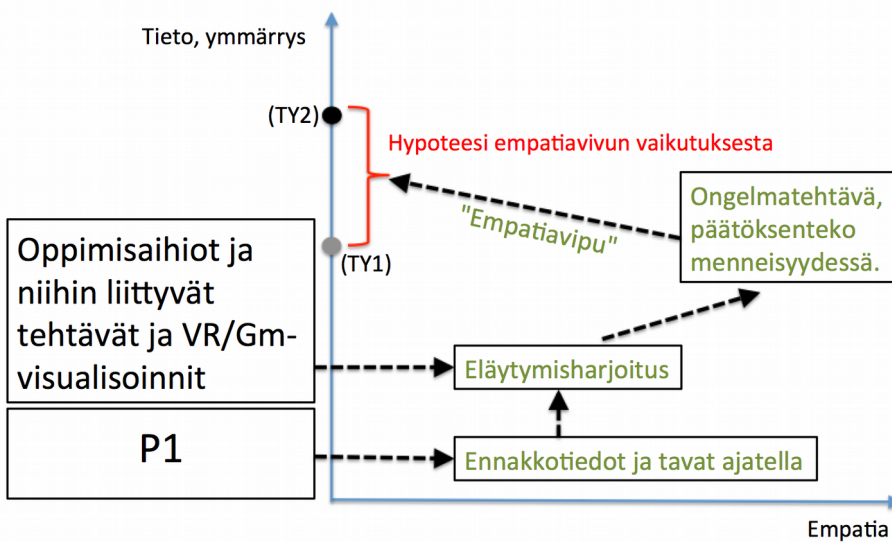 Tieto, ymmärrys
(TY2)
Hypoteesi empatiavivun vaikutuksesta
Ongelmatehtävä,
päätöksenteko
menneisyydessä.
"Empatiavipu"
(TY1)
Oppimisaihiot ja
niihin liittyvät
tehtävät ja VR/Gm-
visualisoinnit
Eläytymisharjoitus
P1
Ennakkotiedot ja tavat ajatella
Empatia